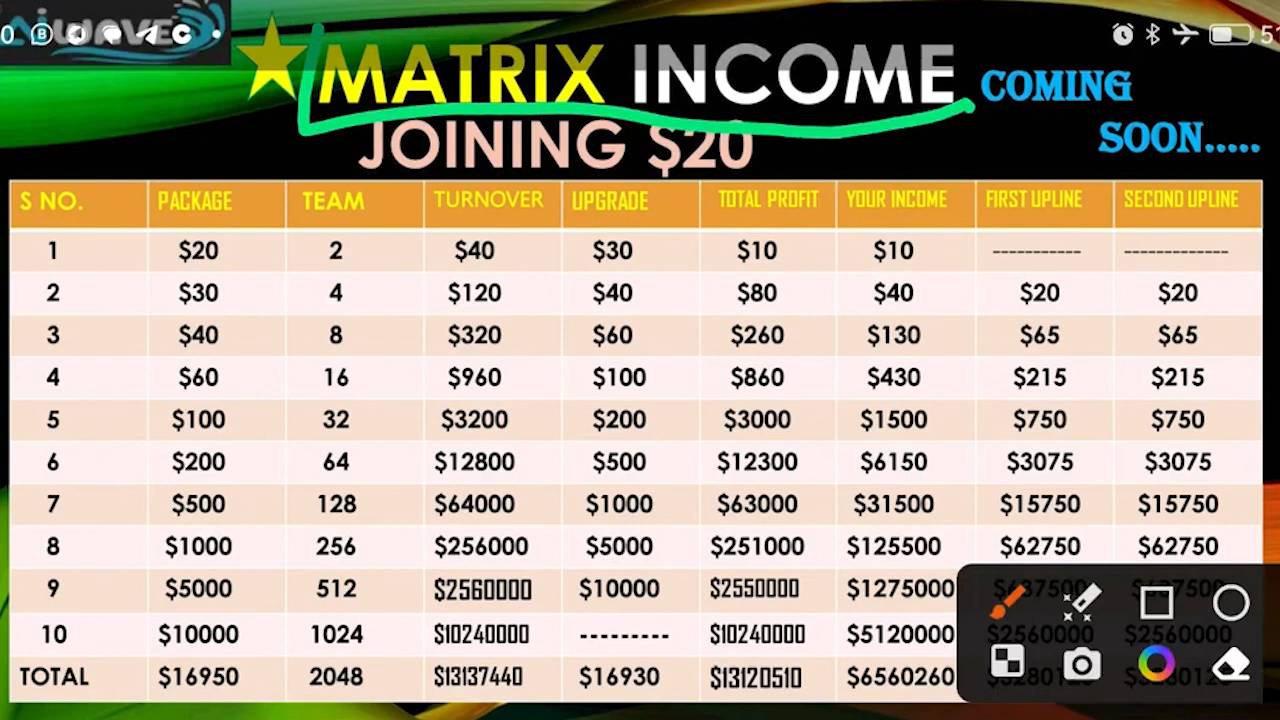 AiWAVE
MATRIX INCOME
COMING
SOON.....
JOINING $20
S NO. PACKAGE TEAM TURNOVER UPGRADE TOTAL PROFIT YOUR INCOME FIRST UPLINE SECOND UPLINE
1 $20 2 $40 $30 $10 $10 ----------- -------------
2 $30 4 $120 $40 $80 $40 $20 $20
3 $40 8 $320 $60 $260 $130 $65 $65
4 $60 16 $960 $100 $860 $430 $215 $215
5 $100 32 $3200 $200 $3000 $1500 $750 $750
6 $200 64 $12800 $500 $12300 $6150 $3075 $3075
7 $500 128 $64000 $1000 $63000 $31500 $15750 $15750
8 $1000 256 $256000 $5000 $251000 $125500 $62750 $62750
9 $5000 512 $2560000 $10000 $2550000 $1275000 $637500 $637500
10 $10000 1024 $10240000 --------- $10240000 $5120000 $2560000 $2560000
TOTAL $16950 2048 $13137440 $16930 $13120510 $6560260